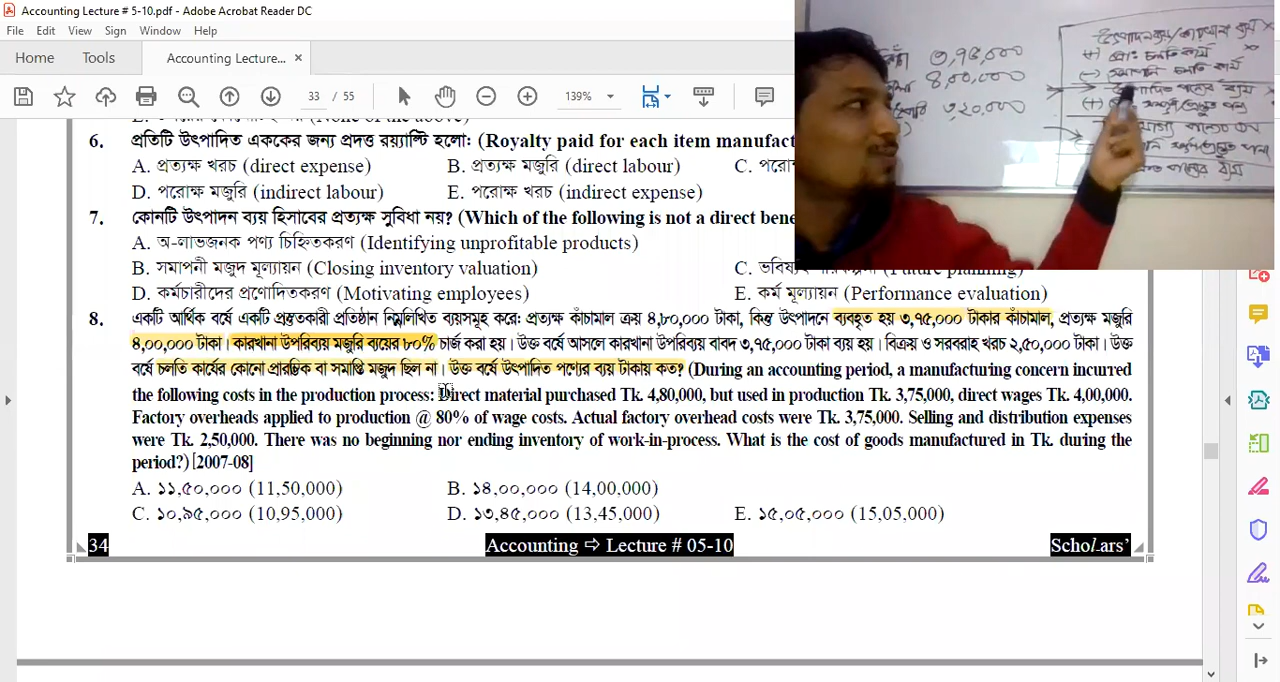 Accounting Lecture # 5-10.pdf - Adobe Acrobat Reader DC
File Edit View Sign Window Help
Home Tools Accounting Lecture... ×
33 / 55 139%
6. প্রতিটি উৎপাদিত এককের জন্য প্রদত্ত রয়্যাল্টি হলো: (Royalty paid for each item manufact
A. প্রত্যক্ষ খরচ (direct expense) B. প্রত্যক্ষ মজুরি (direct labour) C. পরো
D. পরোক্ষ মজুরি (indirect labour) E. পরোক্ষ খরচ (indirect expense)
7. কোনটি উৎপাদন ব্যয় হিসাবের প্রত্যক্ষ সুবিধা নয়? (Which of the following is not a direct bene
A. অ-লাভজনক পণ্য চিহ্নিতকরণ (Identifying unprofitable products)
B. সমাপনী মজুদ মূল্যায়ন (Closing inventory valuation) C. ভবিষ্
D. কর্মচারীদের প্রণোদিতকরণ (Motivating employees) E. কর্ম মূল্যায়ন (Performance evaluation)
8. একটি আর্থিক বর্ষে একটি প্রস্তুতকারী প্রতিষ্ঠান নিম্নলিখিত ব্যয়সমূহ করে: প্রত্যক্ষ কাঁচামাল ক্রয় ৪,৮০,০০০ টাকা, কিন্তু উৎপাদনে ব্যবহৃত হয় ৩,৭৫,০০০ টাকার কাঁচামাল, প্রত্যক্ষ মজুরি
৪,০০,০০০ টাকা। কারখানা উপরিব্যয় মজুরি ব্যয়ের ৮০% চার্জ করা হয়। উক্ত বর্ষে আসলে কারখানা উপরিব্যয় বাবদ ৩,৭৫,০০০ টাকা ব্যয় হয়। বিক্রয় ও সরবরাহ খরচ ২,৫০,০০০ টাকা। উক্ত
বর্ষে চলতি কার্যের কোনো প্রারম্ভিক বা সমাপ্তি মজুদ ছিল না। উক্ত বর্ষে উৎপাদিত পণ্যের ব্যয় টাকায় কত? (During an accounting period, a manufacturing concern incurred
the following costs in the production process: Direct material purchased Tk. 4,80,000, but used in production Tk. 3,75,000, direct wages Tk. 4,00,000.
Factory overheads applied to production @ 80% of wage costs. Actual factory overhead costs were Tk. 3,75,000. Selling and distribution expenses
were Tk. 2,50,000. There was no beginning nor ending inventory of work-in-process. What is the cost of goods manufactured in Tk. during the
period?) [2007-08]
A. ১১,৫০,০০০ (11,50,000) B. ১৪,০০,০০০ (14,00,000)
C. ১০,৯৫,০০০ (10,95,000) D. ১৩,৪৫,০০০ (13,45,000) E. ১৫,০৫,০০০ (15,05,000)
34 Accounting ⇨ Lecture # 05-10 Scholars'
৩,৭৫,০০০
৪,০০,০০০
৩,২০,০০০